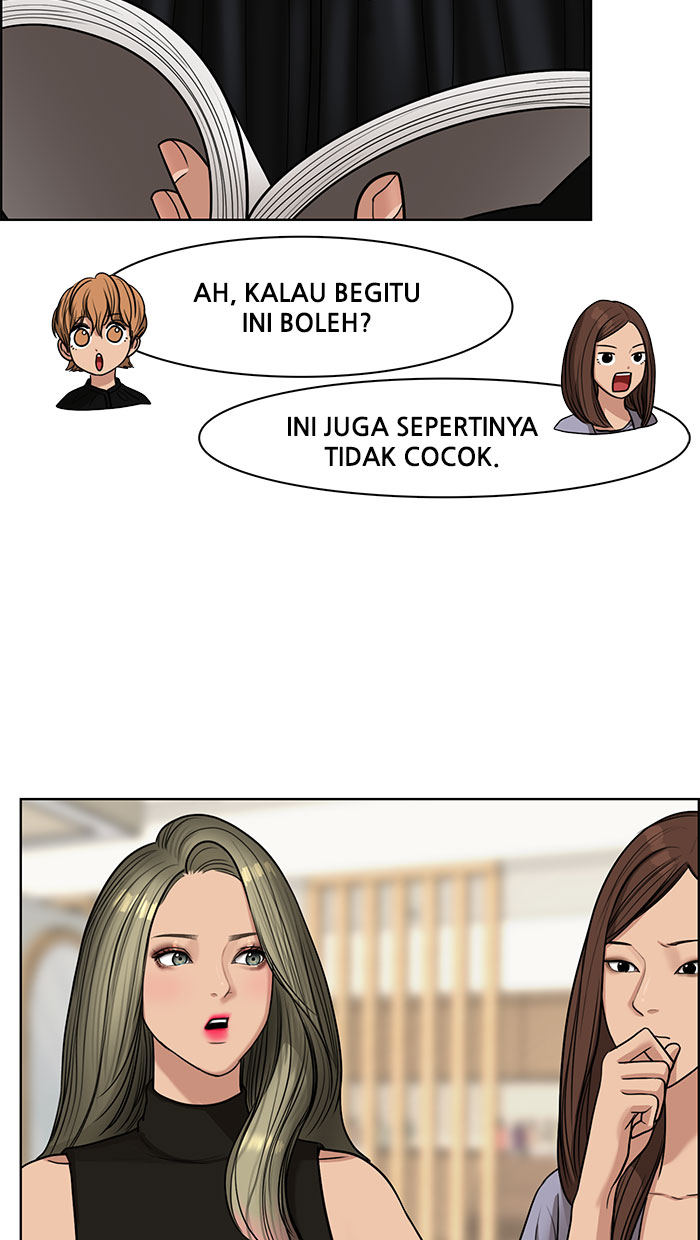 AH, KALAU BEGITU
INI BOLEH?
INI JUGA SEPERTINYA
TIDAK COCOK.